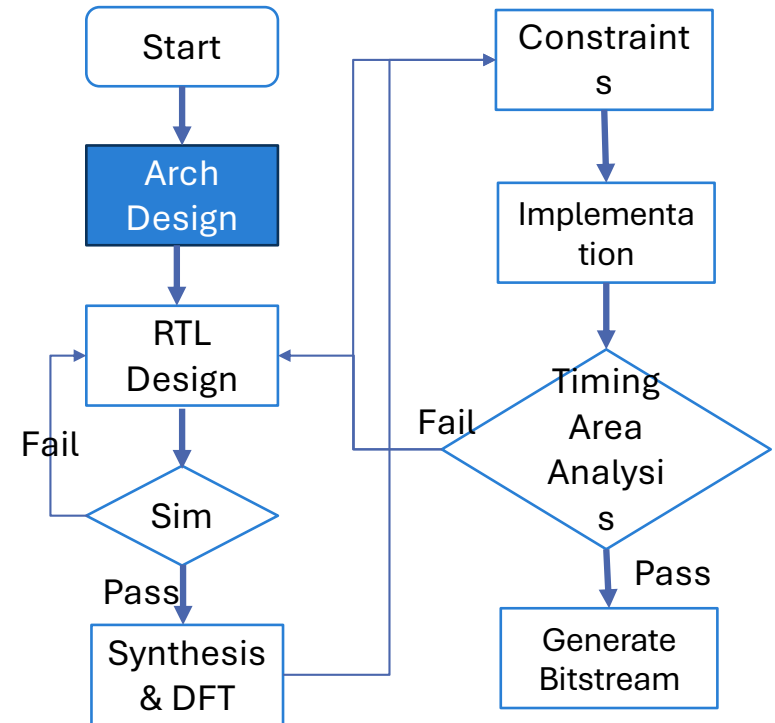 Start
Arch
Design
RTL
Design
Fail
Sim
Pass
Synthesis
& DFT
Constraint
s
Implementa
tion
Timing
Area
Analysi
s
Fail
Pass
Generate
Bitstream